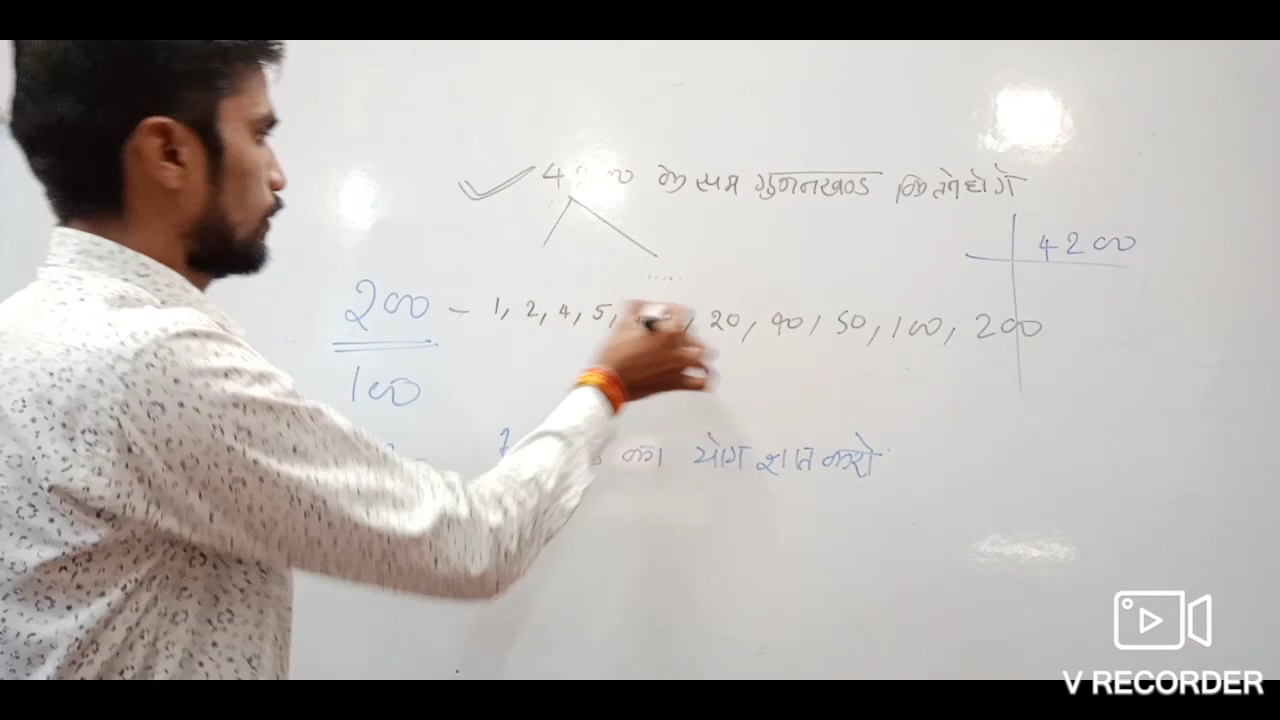 4200 के सम गुणनखण्ड कितने होंगे
4200
.....
200 - 1, 2, 4, 5, , 20, 40, 50, 100, 200
100
का योग ज्ञात करो
V RECORDER